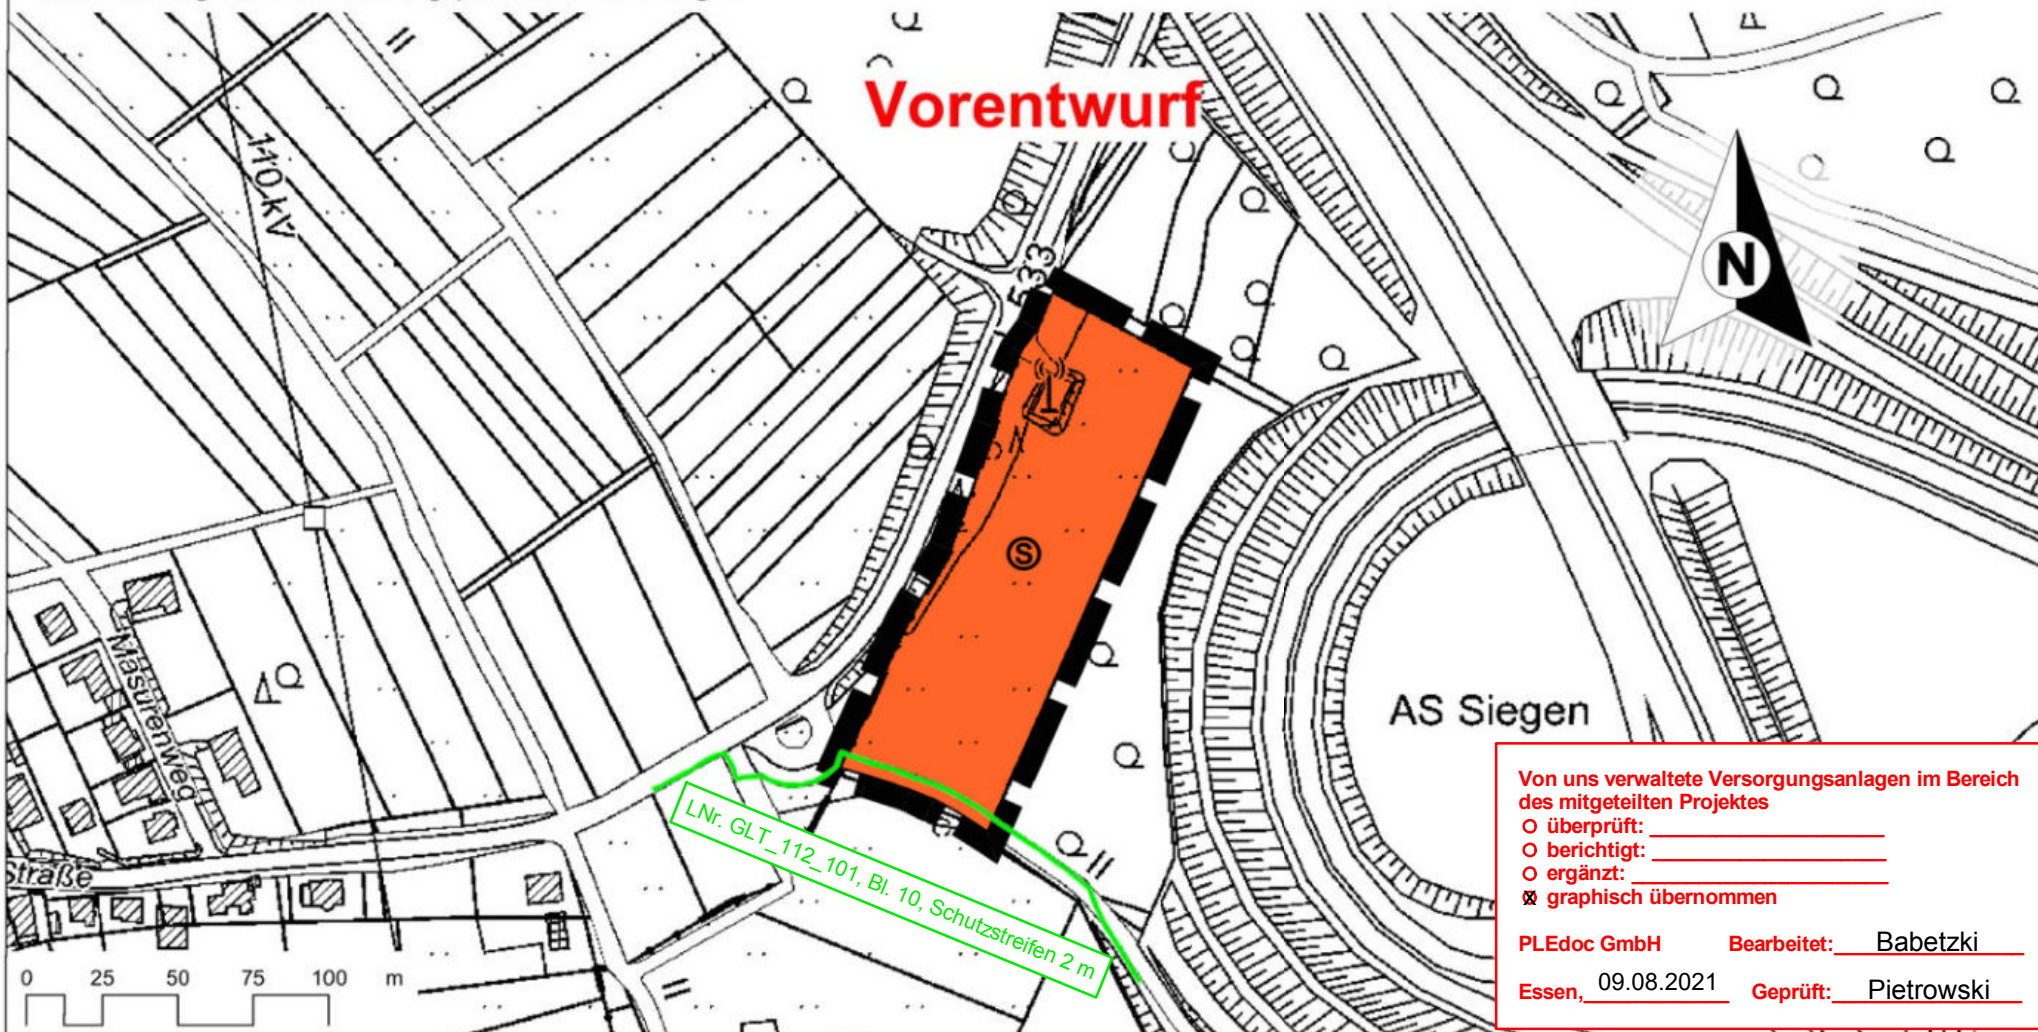 Vorentwurf
110 kV
533
N
S
Masurenweg
AS Siegen
Straße
LNr. GLT_112_101, Bl. 10, Schutzstreifen 2 m
0 25 50 75 100 m
Von uns verwaltete Versorgungsanlagen im Bereich
des mitgeteilten Projektes
überprüft:
berichtigt:
ergänzt:
graphisch übernommen
PLEdoc GmbH Bearbeitet: Babetzki
Essen, 09.08.2021 Geprüft: Pietrowski